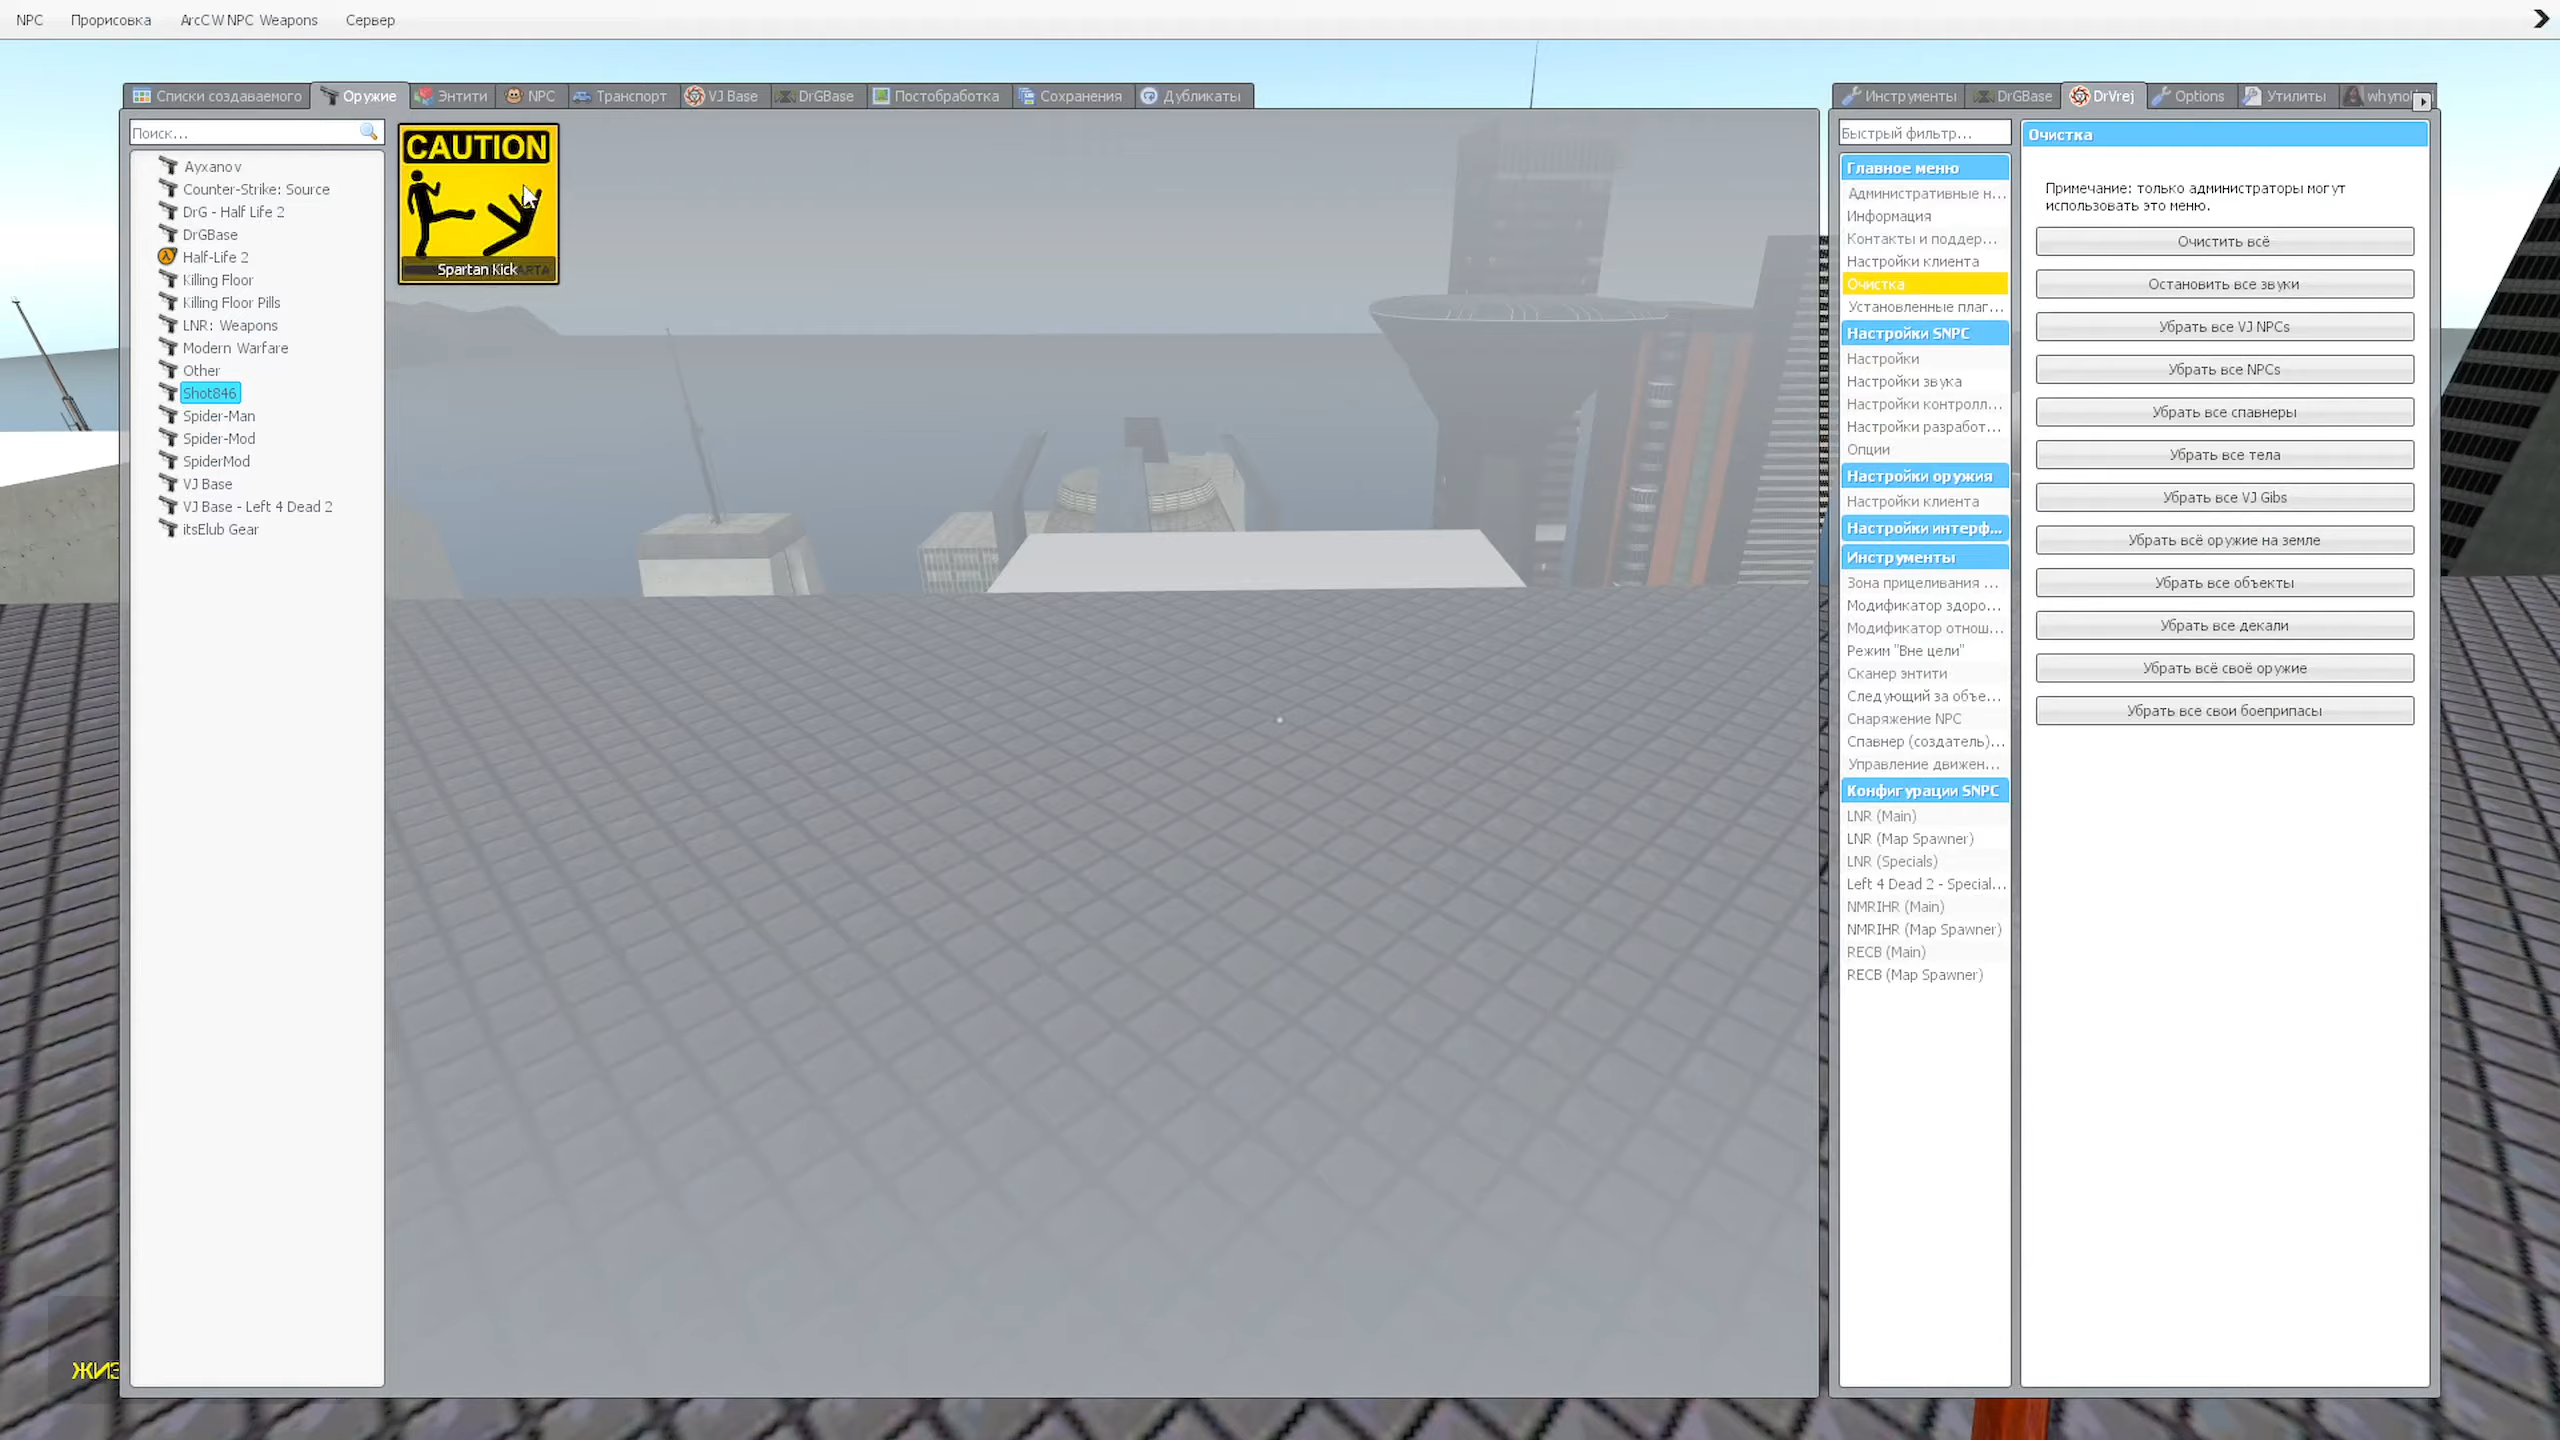 NPC Прорисовка ArcCW NPC Weapons Сервер
Списки создаваемого Оружие Энтити NPC Транспорт VJ Base DrGBase Постобработка Сохранения Дубликаты
Поиск...
Ayxanov
Counter-Strike: Source
DrG - Half Life 2
DrGBase
Half-Life 2
Killing Floor
Killing Floor Pills
LNR: Weapons
Modern Warfare
Other
Shot846
Spider-Man
Spider-Mod
SpiderMod
VJ Base
VJ Base - Left 4 Dead 2
itsElub Gear
CAUTION
Spartan Kick
Инструменты DrGBase DrVrej Options Утилиты
Быстрый фильтр...
Главное меню
Административные н...
Информация
Контакты и поддер...
Настройки клиента
Очистка
Установленные плаг...
Настройки SNPC
Настройки
Настройки звука
Настройки контролл...
Настройки разработ...
Опции
Настройки оружия
Настройки клиента
Настройки интерф...
Инструменты
Зона прицеливания ...
Модификатор здоро...
Модификатор отнош...
Режим "Вне цели"
Сканер энтити
Следующий за объе...
Снаряжение NPC
Спавнер (создатель)...
Управление движен...
Конфигурации SNPC
LNR (Main)
LNR (Map Spawner)
LNR (Specials)
Left 4 Dead 2 - Special...
NMRIHR (Main)
NMRIHR (Map Spawner)
RECB (Main)
RECB (Map Spawner)
Очистка
Примечание: только администраторы могут
использовать это меню.
Очистить всё
Остановить все звуки
Убрать все VJ NPCs
Убрать все NPCs
Убрать все спавнеры
Убрать все тела
Убрать все VJ Gibs
Убрать всё оружие на земле
Убрать все объекты
Убрать все декали
Убрать всё своё оружие
Убрать все свои боеприпасы